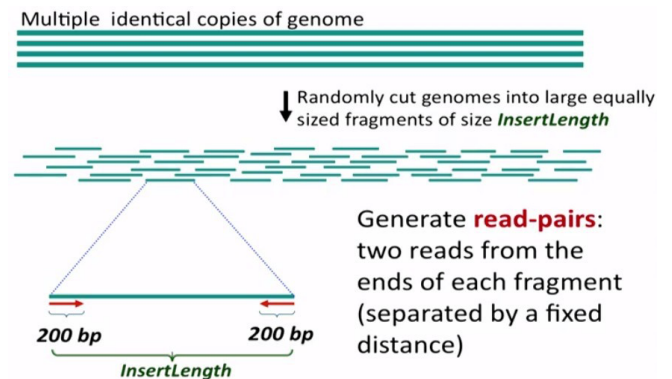 Multiple identical copies of genome
Randomly cut genomes into large equally
sized fragments of size InsertLength
Generate read-pairs:
two reads from the
ends of each fragment
(separated by a fixed
distance)
200 bp
200 bp
InsertLength